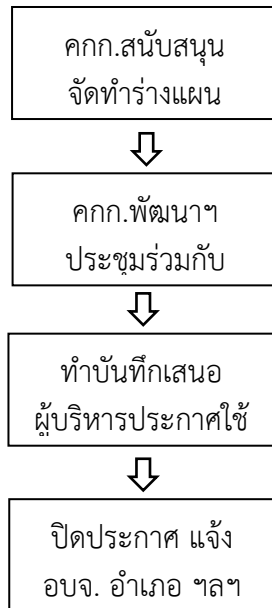 คกก.สนับสนุน
จัดทำร่างแผน
คกก.พัฒนาฯ
ประชุมร่วมกับ
ทำบันทึกเสนอ
ผู้บริหารประกาศใช้
ปิดประกาศ แจ้ง
อบจ. อำเภอ ฯลฯ